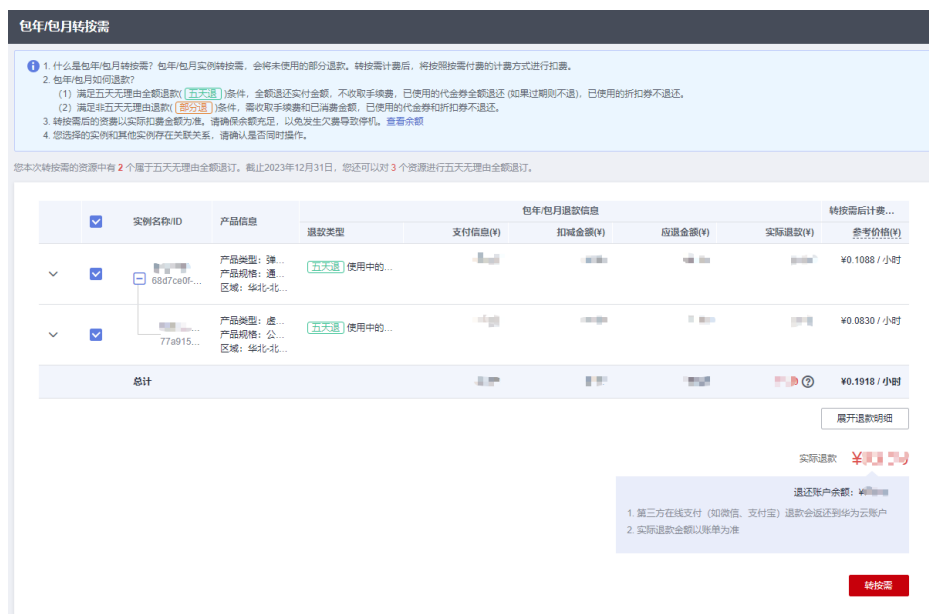 包年/包月转按需
1. 什么是包年/包月转按需？包年/包月实例转按需，会将未使用的部分退款。转按需计费后，将按照按需付费的计费方式进行扣费。
2. 包年/包月如何退款？
（1）满足五天无理由全额退款( 五天退 )条件，全额退还实付金额，不收取手续费，已使用的代金券全额退还 (如果过期则不退)，已使用的折扣券不退还。
（2）满足非五天无理由退款( 部分退 )条件，需收取手续费和已消费金额，已使用的代金券和折扣券不退还。
3. 转按需后的资费以实际扣费金额为准。请确保余额充足，以免发生欠费导致停机。查看余额
4. 您选择的实例和其他实例存在关联关系，请确认是否同时操作。
您本次转按需的资源中有 2 个属于五天无理由全额退订。截止2023年12月31日，您还可以对 3 个资源进行五天无理由全额退订。
实例名称/ID 产品信息 包年/包月退款信息 转按需后计费...
退款类型 支付信息(¥) 扣减金额(¥) 应退金额(¥) 实际退款(¥) 参考价格(¥)
产品类型：弹...
五天退 使用中的... ¥0.1088 / 小时
产品规格：通...
68d7ce0f-...
区域：华北-北...
产品类型：虚...
五天退 使用中的... ¥0.0830 / 小时
产品规格：公...
77a915...
区域：华北-北...
总计 ¥0.1918 / 小时
展开退款明细
实际退款 ¥
退还账户余额：¥
1. 第三方在线支付（如微信、支付宝）退款会返还到华为云账户
2. 实际退款金额以账单为准
转按需